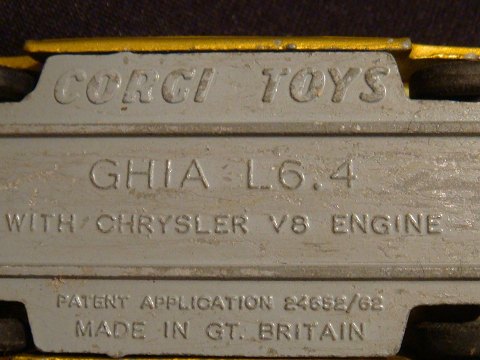 CORGI TOYS
GHIA L6.4
WITH CHRYSLER V8 ENGINE
PATENT APPLICATION 24652/62
MADE IN GT. BRITAIN